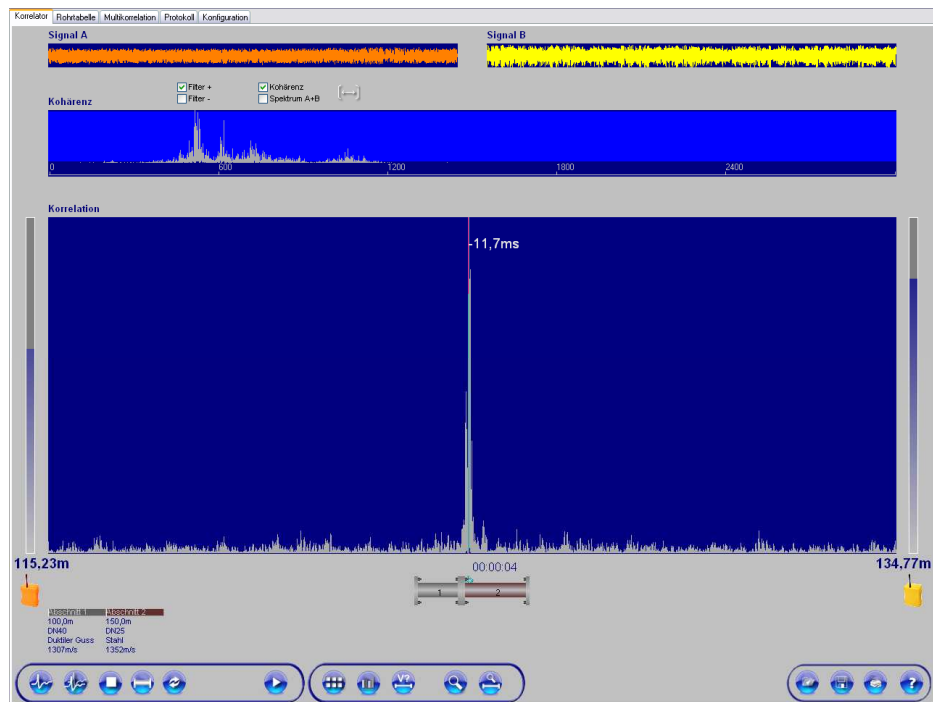 Korrelator Rohrtabelle Multikorrelation Protokoll Konfiguration
Signal A
Signal B
Filter + Kohärenz
Filter - Spektrum A+B
Kohärenz
0 600 1200 1800 2400
Korrelation
-11,7ms
115,23m
00:00:04
134,77m
1 2
Abschnitt 1 Abschnitt 2
100,0m 150,0m
DN40 DN25
Duktiler Guss Stahl
1307m/s 1352m/s
V?
?